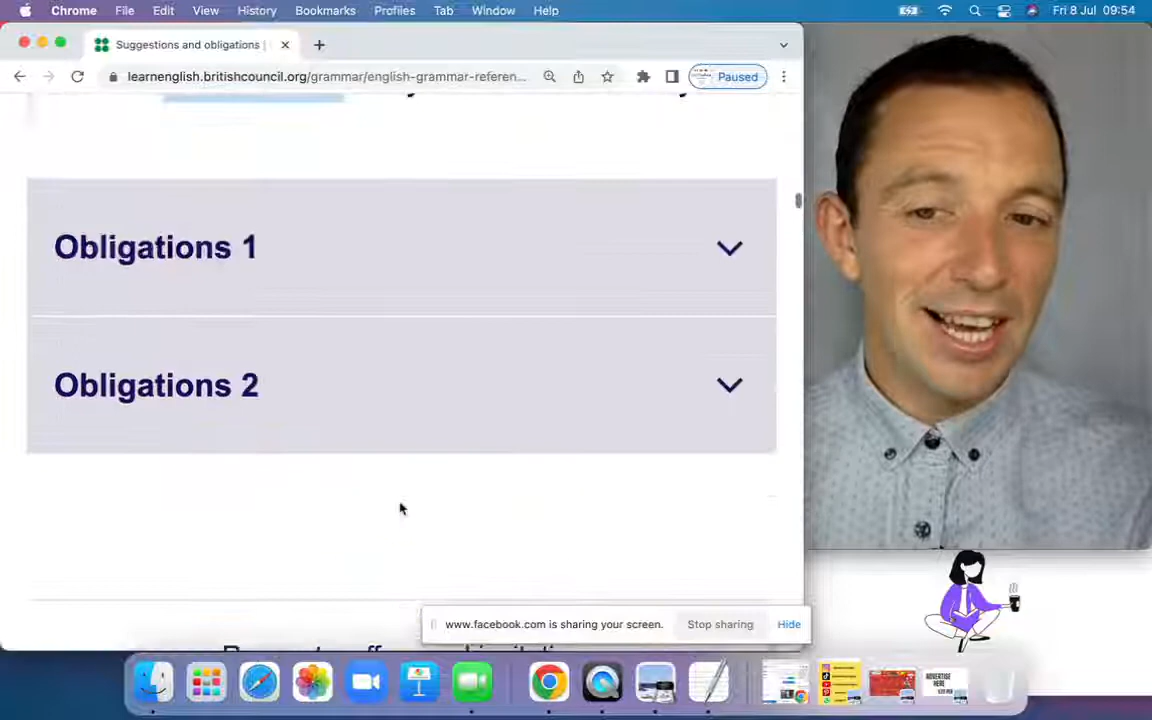 Chrome File Edit View History Bookmarks Profiles Tab Window Help Fri 8 Jul 09:54
Suggestions and obligations |
learnenglish.britishcouncil.org/grammar/english-grammar-referen... Paused
Obligations 1
Obligations 2
www.facebook.com is sharing your screen. Stop sharing Hide
ADVERTISE
HERE